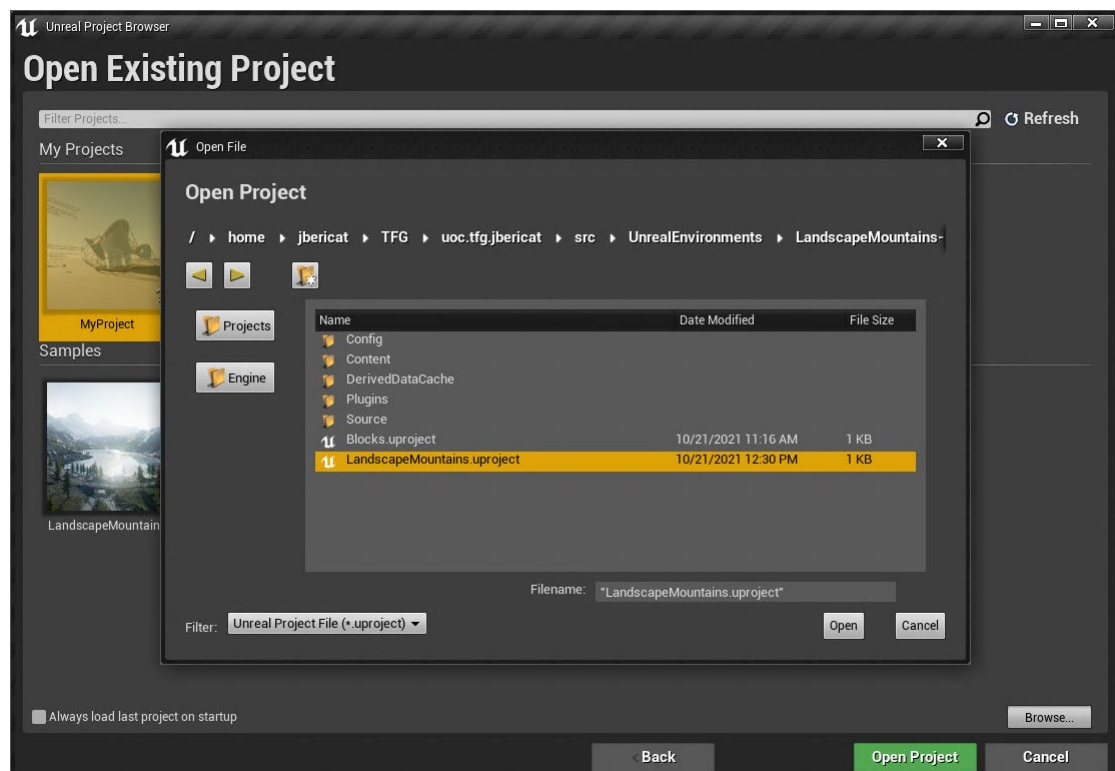 Unreal Project Browser
Open Existing Project
Filter Projects...
Refresh
My Projects
MyProject
Samples
LandscapeMountain
Open File
Open Project
/ home jbericat TFG uoc.tfg.jbericat src UnrealEnvironments LandscapeMountains-
Projects
Engine
Name Date Modified File Size
Config
Content
DerivedDataCache
Plugins
Source
Blocks.uproject 10/21/2021 11:16 AM 1 KB
LandscapeMountains.uproject 10/21/2021 12:30 PM 1 KB
Filename: "LandscapeMountains.uproject"
Filter: Unreal Project File (*.uproject) Open Cancel
Always load last project on startup
Browse...
Back Open Project Cancel